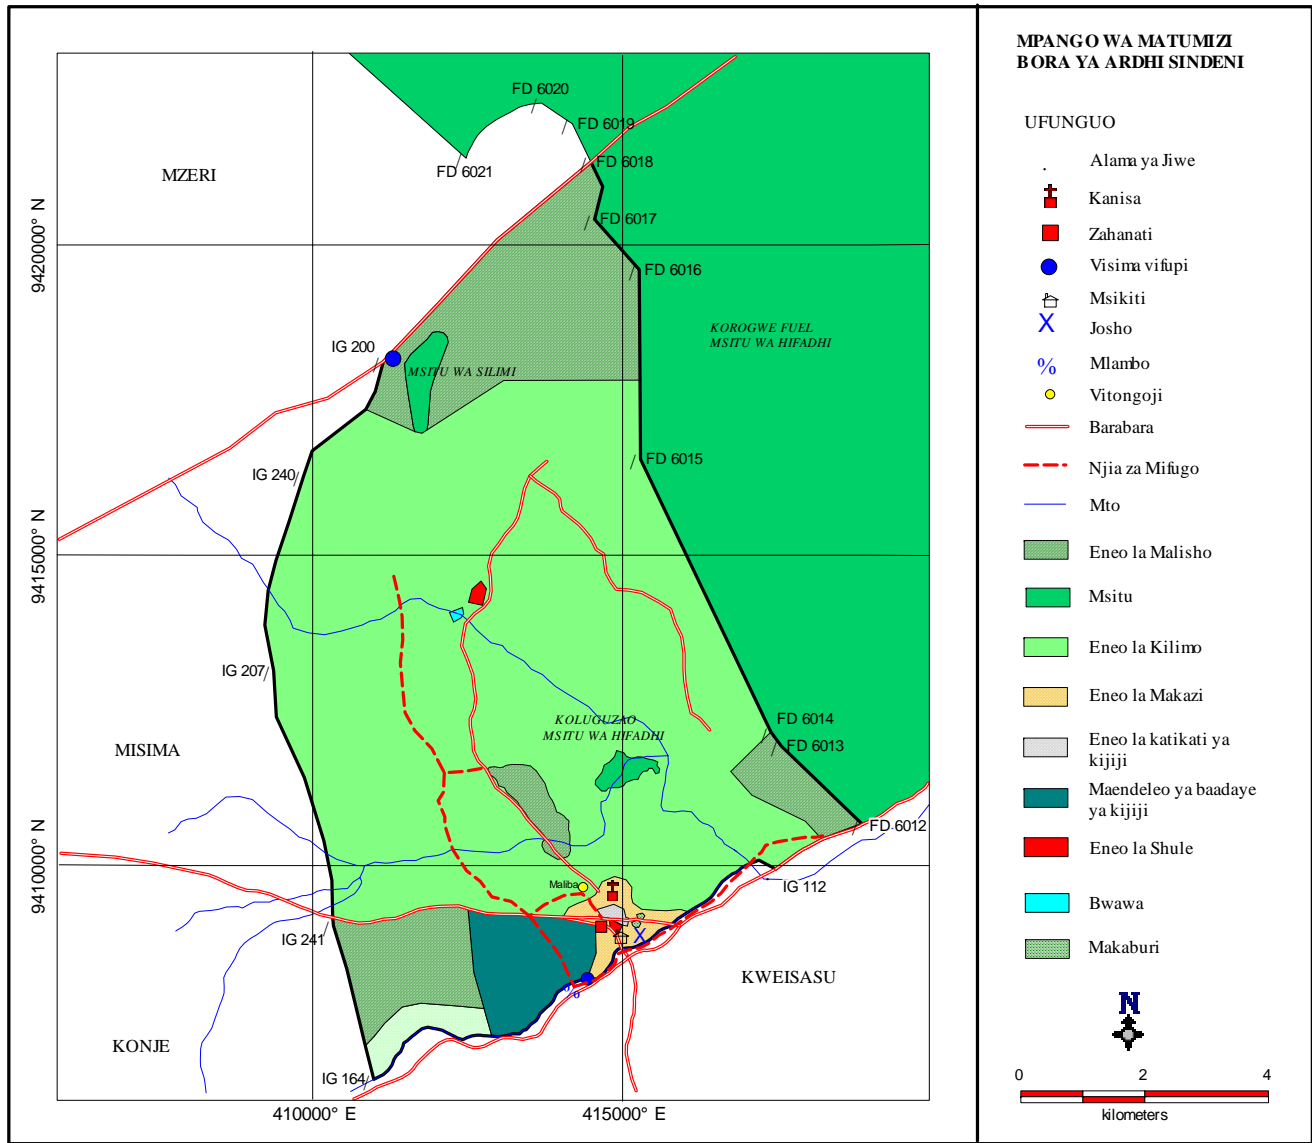 MPANGO WA MATUMIZI
BORA YA ARDHI SINDENI
UFUNGUO
Alama ya Jiwe
Kanisa
Zahanati
Visima vifupi
Msikiti
X Josho
% Mlambo
Vitongoji
Barabara
Njia za Mifugo
Mto
Eneo la Malisho
Msitu
Eneo la Kilimo
Eneo la Makazi
Eneo la katikati ya
kijiji
Maendeleo ya baadaye
ya kijiji
Eneo la Shule
Bwawa
Makaburi
N
0 2 4
kilometers
FD 6020
FD 6019
FD 6018
FD 6021
MZERI
FD 6017
9420000° N
FD 6016
KOROGWE FUEL
MSITU WA HIFADHI
IG 200
MSITU WA SILIMI
FD 6015
IG 240
9415000° N
IG 207
KOLUGUZAO
MSITU WA HIFADHI
FD 6014
FD 6013
MISIMA
FD 6012
9410000° N
Maliba
IG 112
IG 241
X
KWEISASU
%
%
KONJE
IG 164
410000° E
415000° E